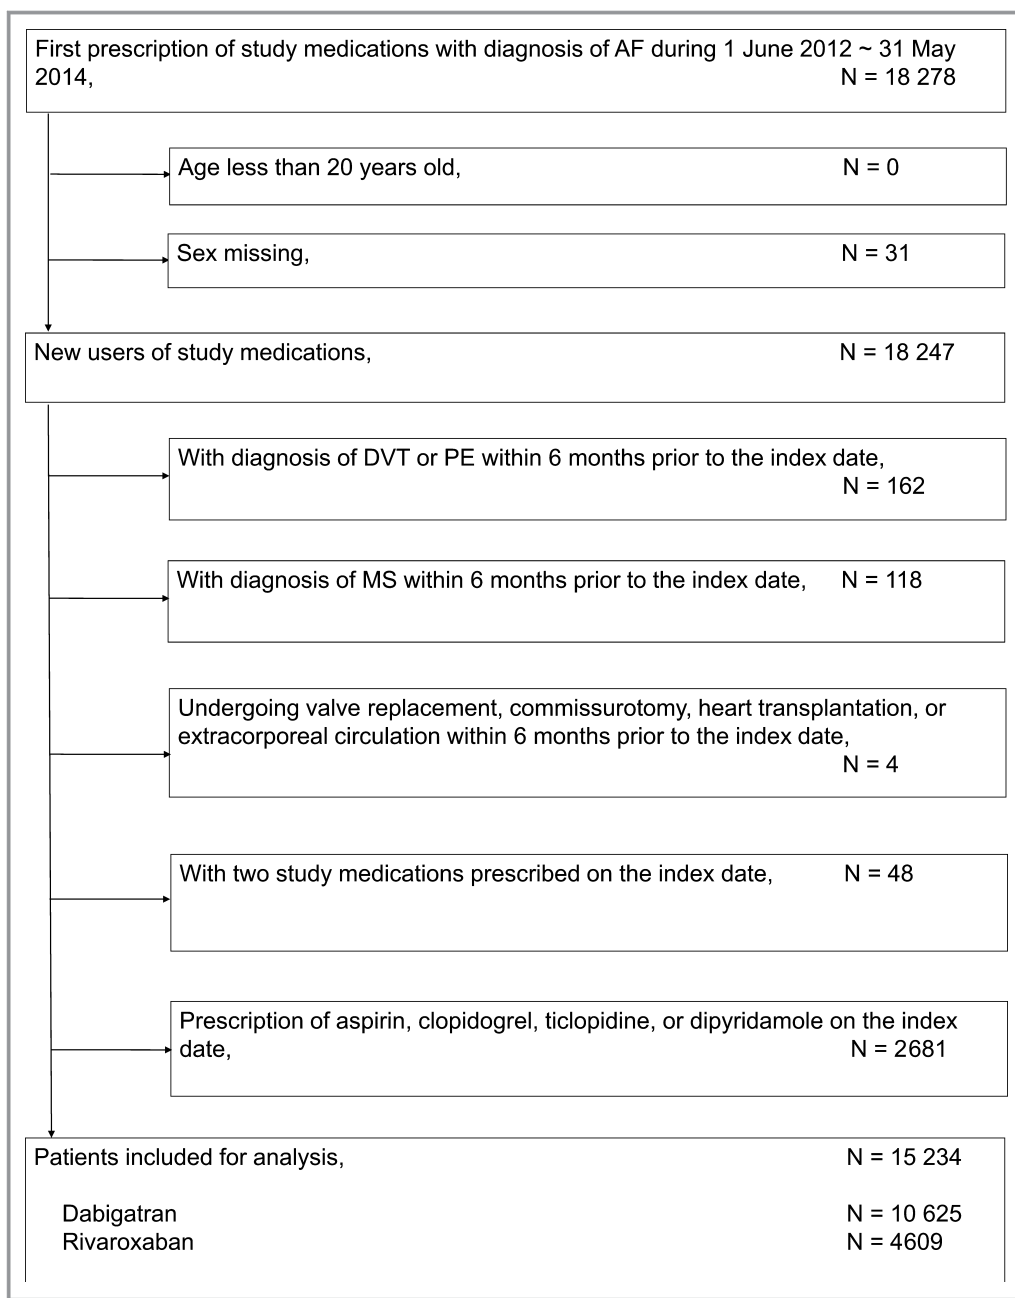 First prescription of study medications with diagnosis of AF during 1 June 2012 ~ 31 May
2014, N = 18 278
Age less than 20 years old, N = 0
Sex missing, N = 31
New users of study medications, N = 18 247
With diagnosis of DVT or PE within 6 months prior to the index date,
N = 162
With diagnosis of MS within 6 months prior to the index date, N = 118
Undergoing valve replacement, commissurotomy, heart transplantation, or
extracorporeal circulation within 6 months prior to the index date,
N = 4
With two study medications prescribed on the index date, N = 48
Prescription of aspirin, clopidogrel, ticlopidine, or dipyridamole on the index
date, N = 2681
Patients included for analysis, N = 15 234
Dabigatran N = 10 625
Rivaroxaban N = 4609